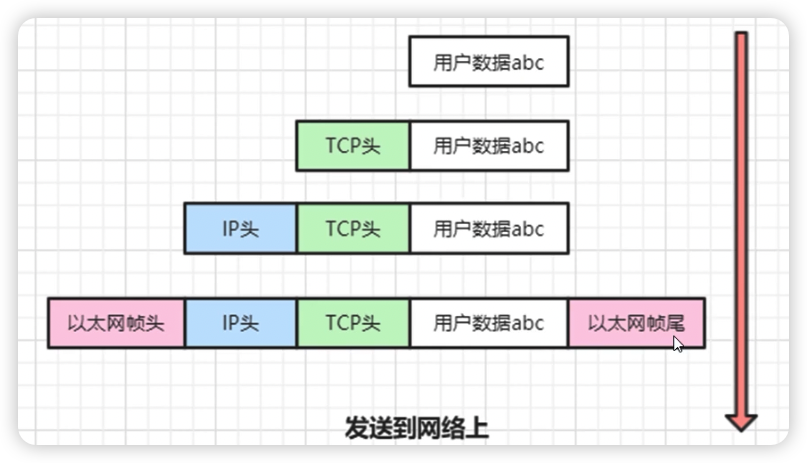 用户数据abc
TCP头 用户数据abc
IP头 TCP头 用户数据abc
以太网帧头 IP头 TCP头 用户数据abc 以太网帧尾
发送到网络上